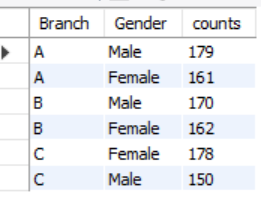 Branch Gender counts
A Male 179
A Female 161
B Male 170
B Female 162
C Female 178
C Male 150